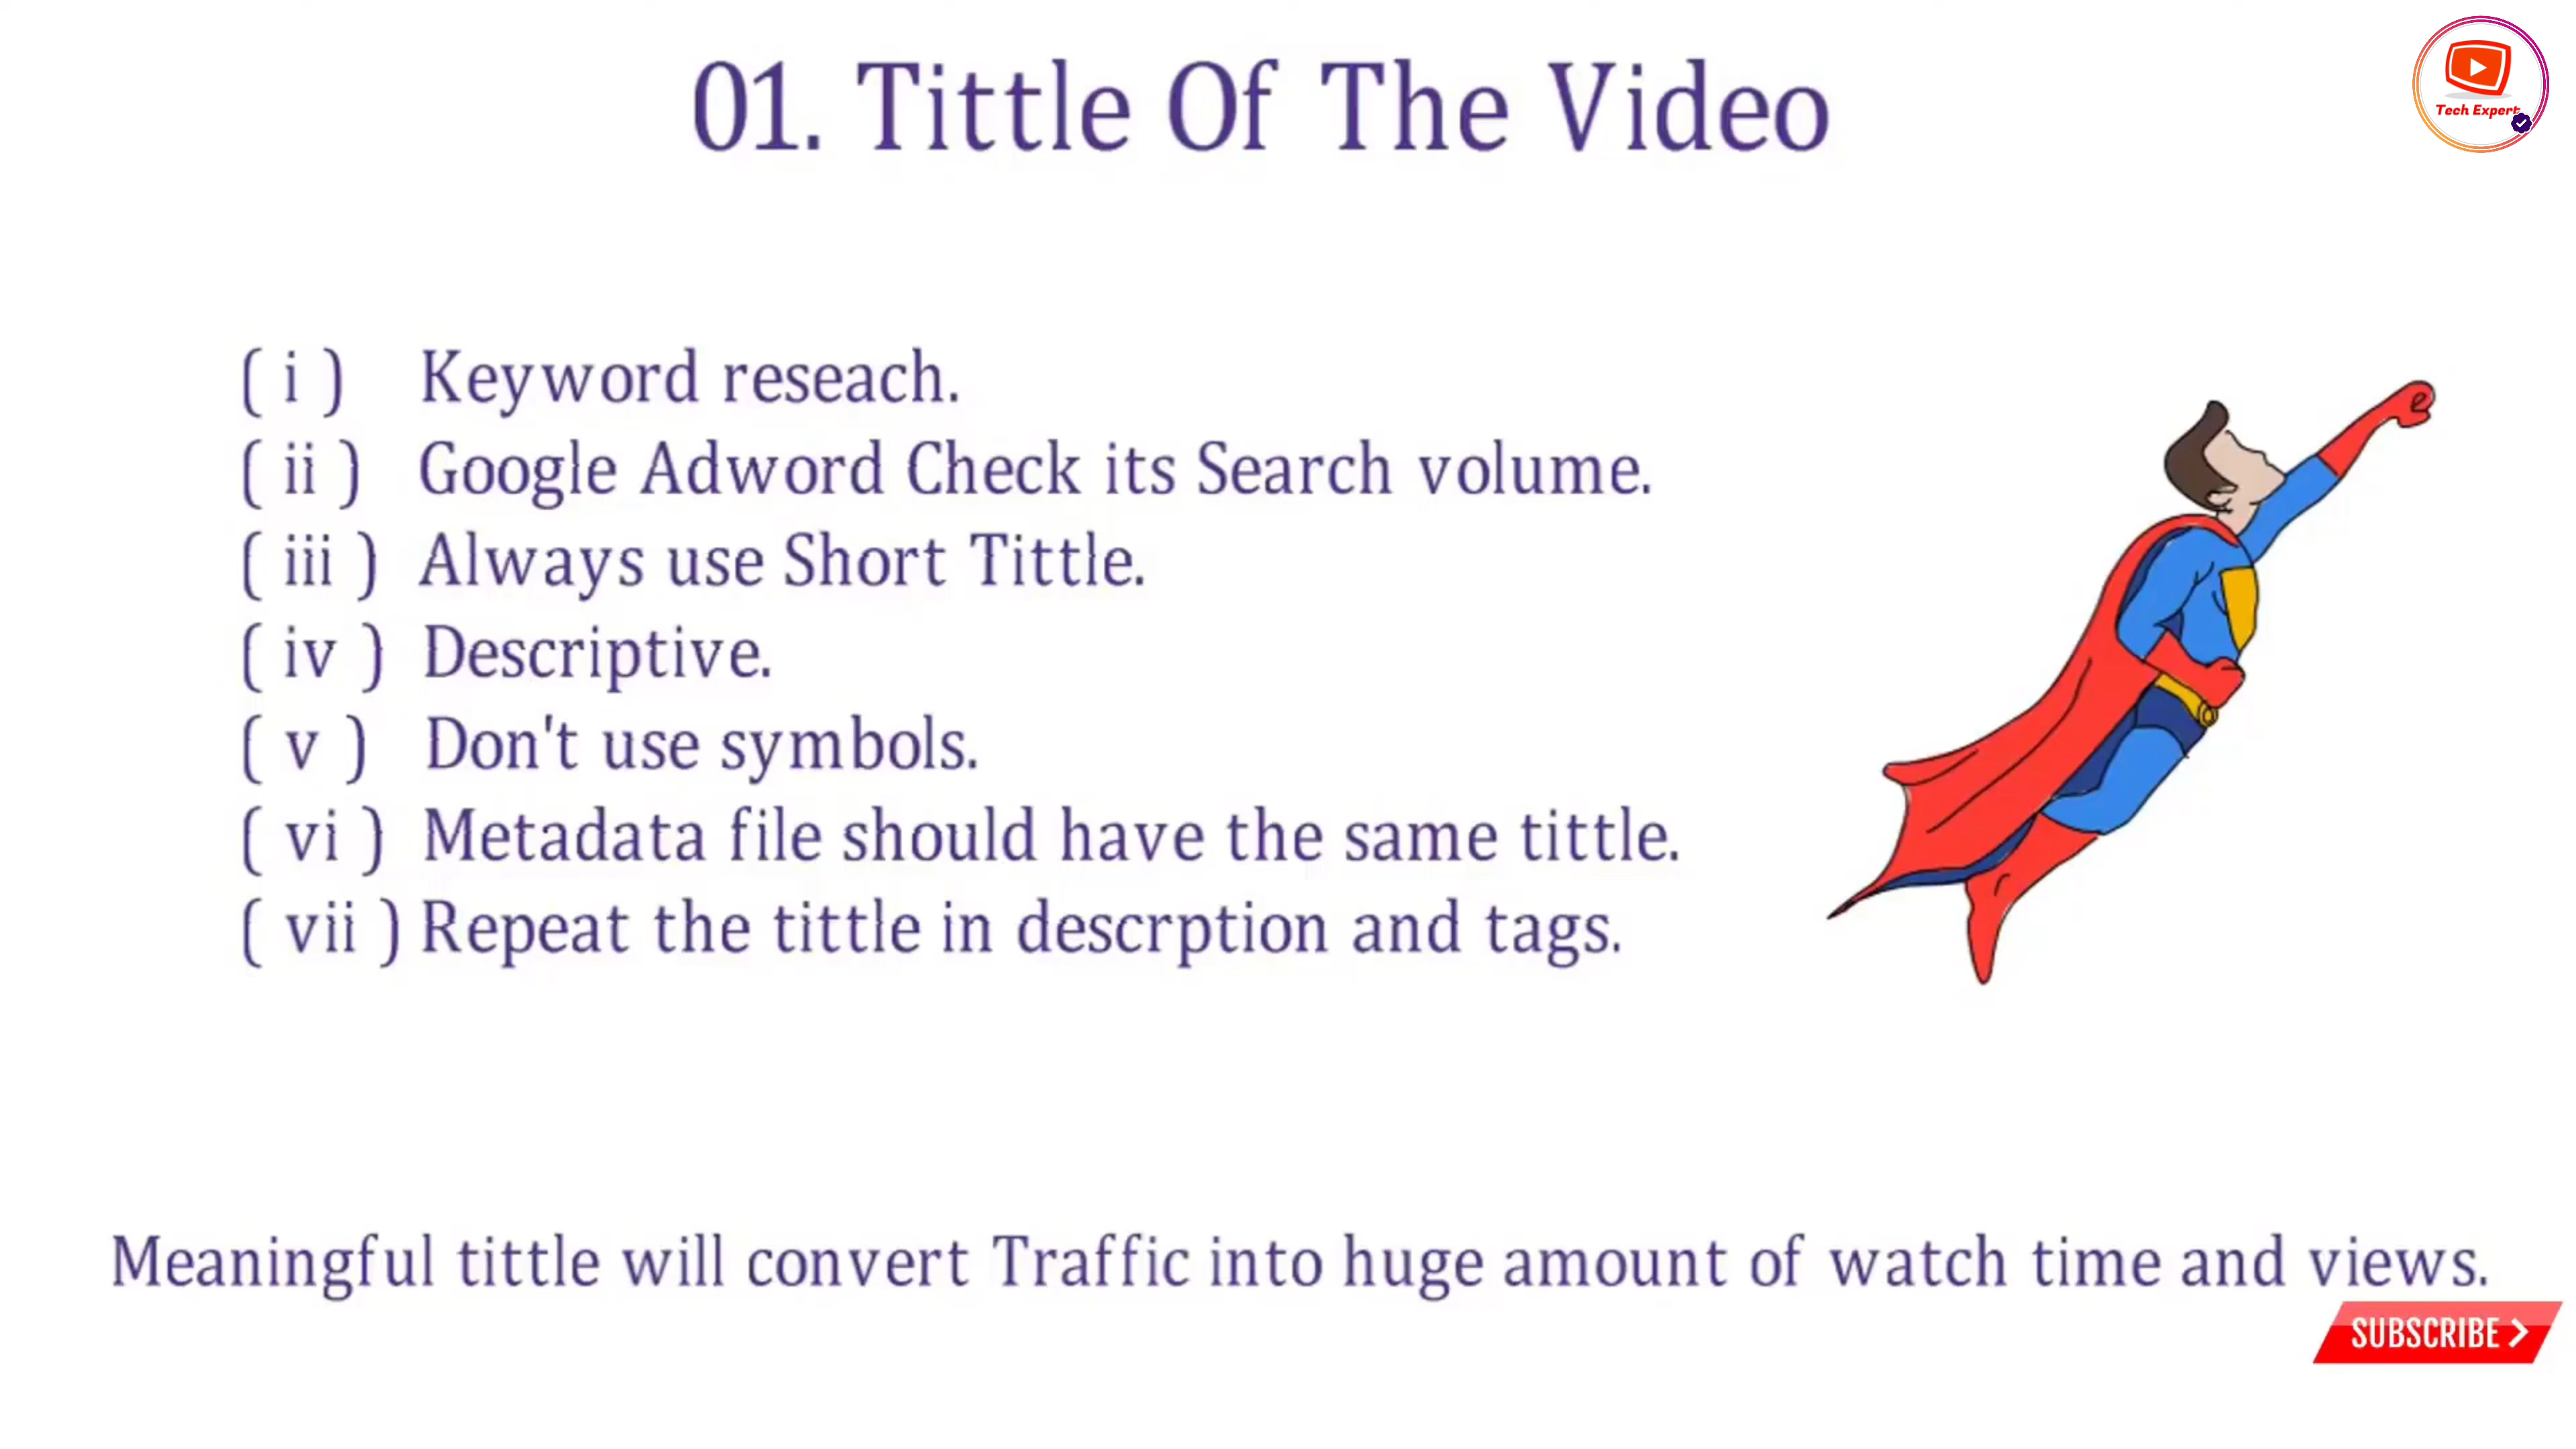 01. Tittle Of The Video
Tech Expert
( i ) Keyword reseach.
( ii ) Google Adword Check its Search volume.
( iii ) Always use Short Tittle.
( iv ) Descriptive.
( v ) Don't use symbols.
( vi ) Metadata file should have the same tittle.
( vii ) Repeat the tittle in descrption and tags.
Meaningful tittle will convert Traffic into huge amount of watch time and views.
SUBSCRIBE